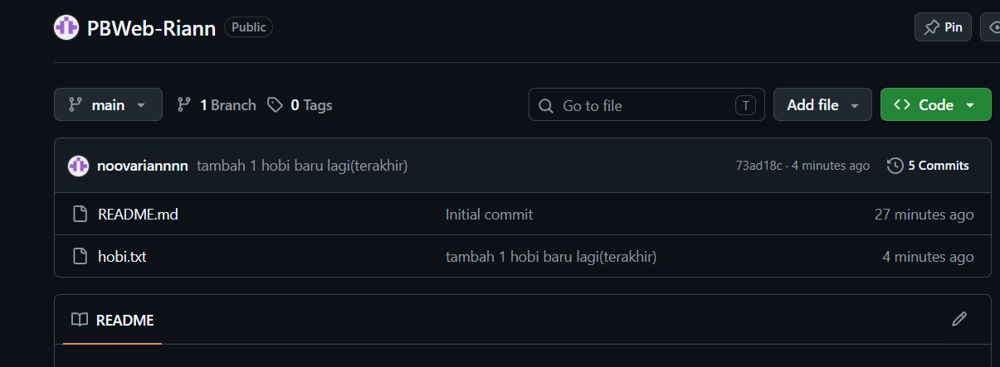 PBWeb-Riann Public Pin
main 1 Branch 0 Tags Go to file T Add file Code
noovariannnn tambah 1 hobi baru lagi(terakhir) 73ad18c · 4 minutes ago 5 Commits
README.md Initial commit 27 minutes ago
hobi.txt tambah 1 hobi baru lagi(terakhir) 4 minutes ago
README